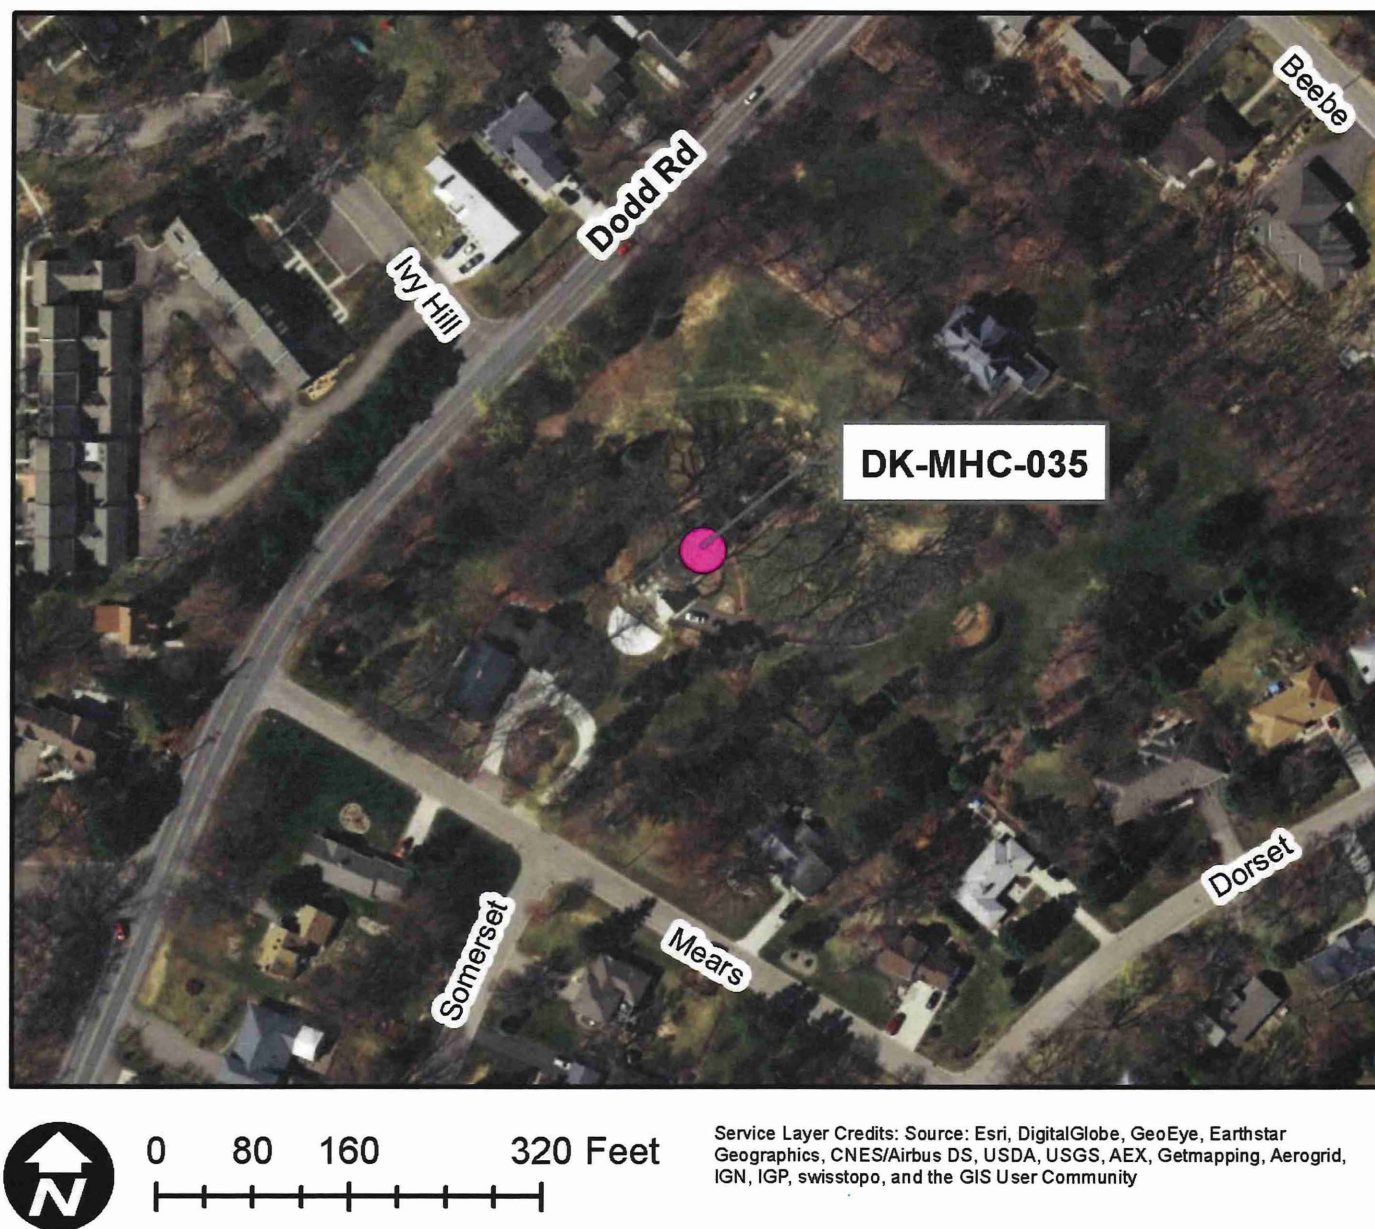 Beebe
Dodd Rd
Ivy Hill
DK-MHC-035
Dorset
Somerset
Mears
N
0 80 160 320 Feet
Service Layer Credits: Source: Esri, DigitalGlobe, GeoEye, Earthstar
Geographics, CNES/Airbus DS, USDA, USGS, AEX, Getmapping, Aerogrid,
IGN, IGP, swisstopo, and the GIS User Community